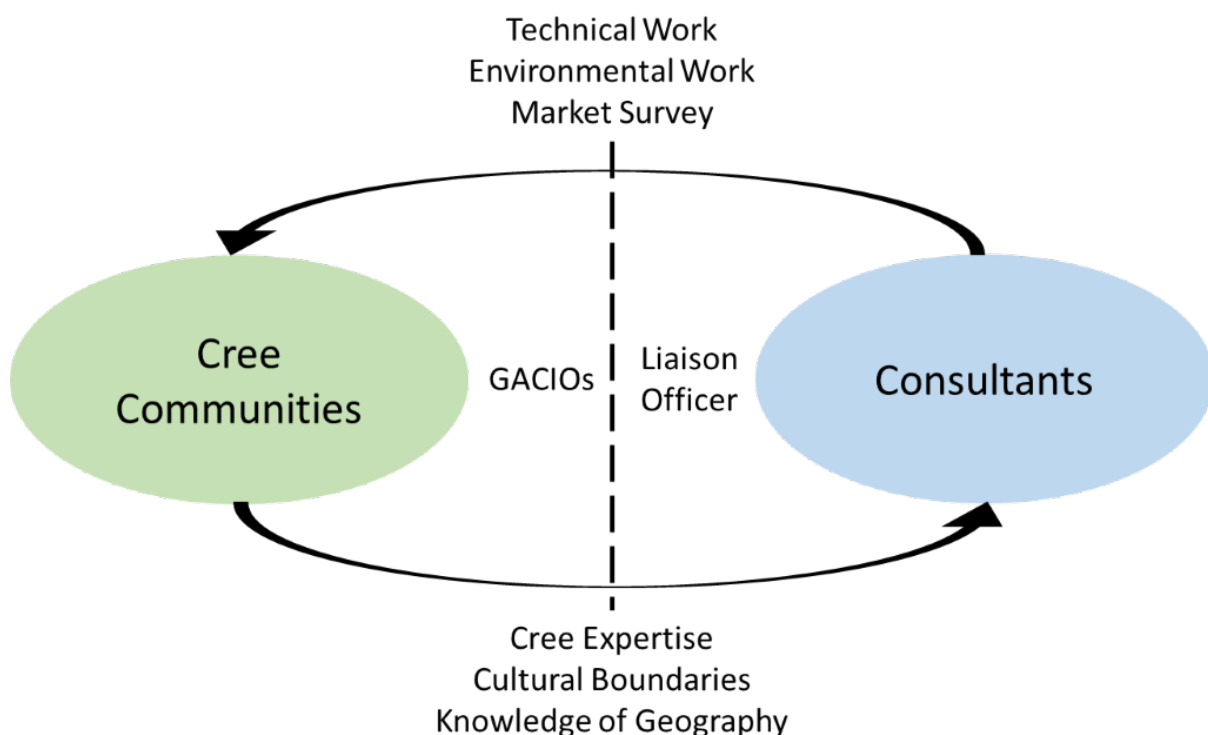 Technical Work
Environmental Work
Market Survey
Cree
Communities
GACIOs
Liaison
Officer
Consultants
Cree Expertise
Cultural Boundaries
Knowledge of Geography